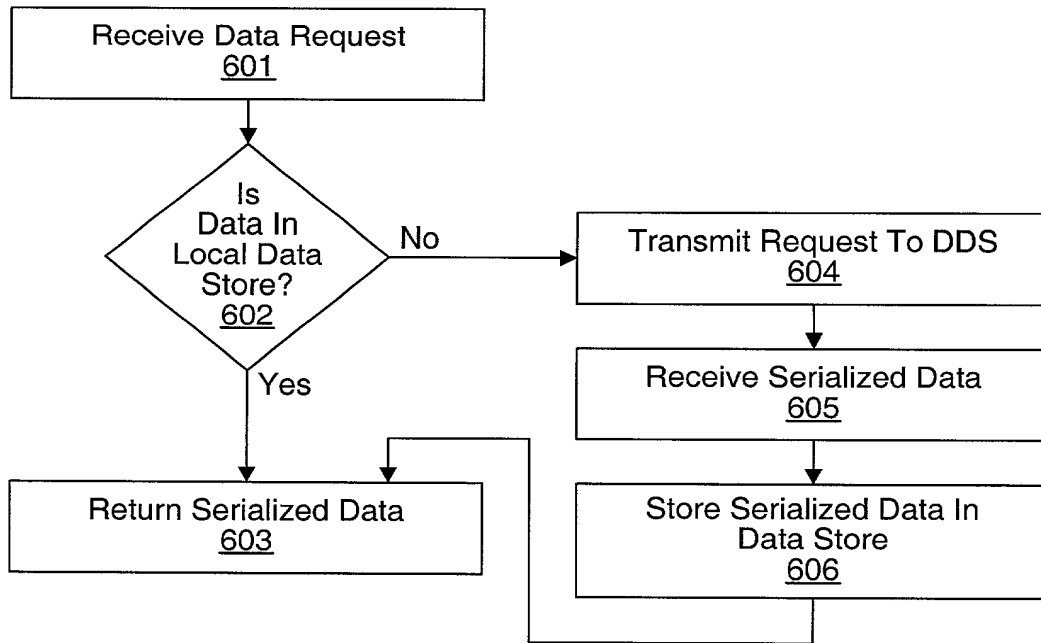 Receive Data Request
601
Is
Data In
Local Data
Store?
602
No
Yes
Transmit Request To DDS
604
Receive Serialized Data
605
Store Serialized Data In
Data Store
606
Return Serialized Data
603